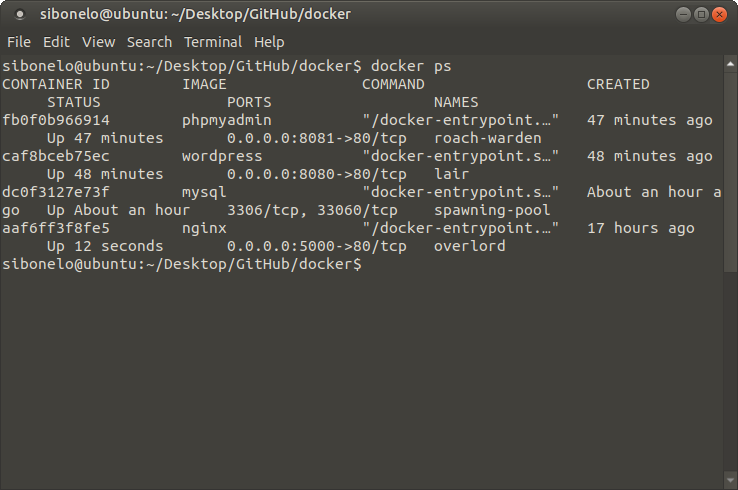 sibonelo@ubuntu: ~/Desktop/GitHub/docker
File Edit View Search Terminal Help
sibonelo@ubuntu:~/Desktop/GitHub/docker$ docker ps
CONTAINER ID        IMAGE               COMMAND                  CREATED
     STATUS              PORTS                  NAMES
fb0f0b966914        phpmyadmin          "/docker-entrypoint.…"   47 minutes ago
     Up 47 minutes       0.0.0.0:8081->80/tcp   roach-warden
caf8bceb75ec        wordpress           "docker-entrypoint.s…"   48 minutes ago
     Up 48 minutes       0.0.0.0:8080->80/tcp   lair
dc0f3127e73f        mysql               "docker-entrypoint.s…"   About an hour a
go   Up About an hour    3306/tcp, 33060/tcp    spawning-pool
aaf6ff3f8fe5        nginx               "/docker-entrypoint.…"   17 hours ago
     Up 12 seconds       0.0.0.0:5000->80/tcp   overlord
sibonelo@ubuntu:~/Desktop/GitHub/docker$